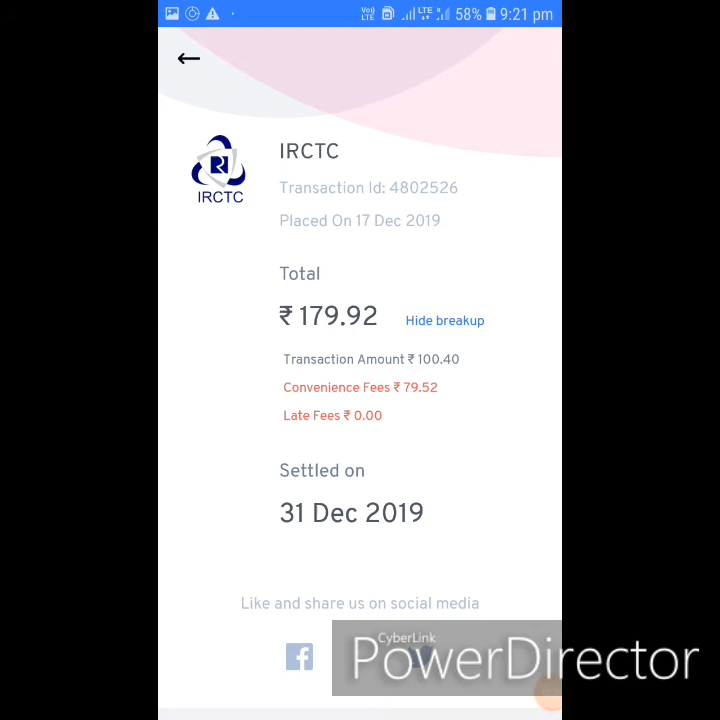 Voo) LTE LTE 58% 9:21 pm
IRCTC
IRCTC
Transaction Id: 4802526
Placed On 17 Dec 2019
Total
₹ 179.92 Hide breakup
Transaction Amount ₹ 100.40
Convenience Fees ₹ 79.52
Late Fees ₹ 0.00
Settled on
31 Dec 2019
Like and share us on social media
CyberLink
PowerDirector